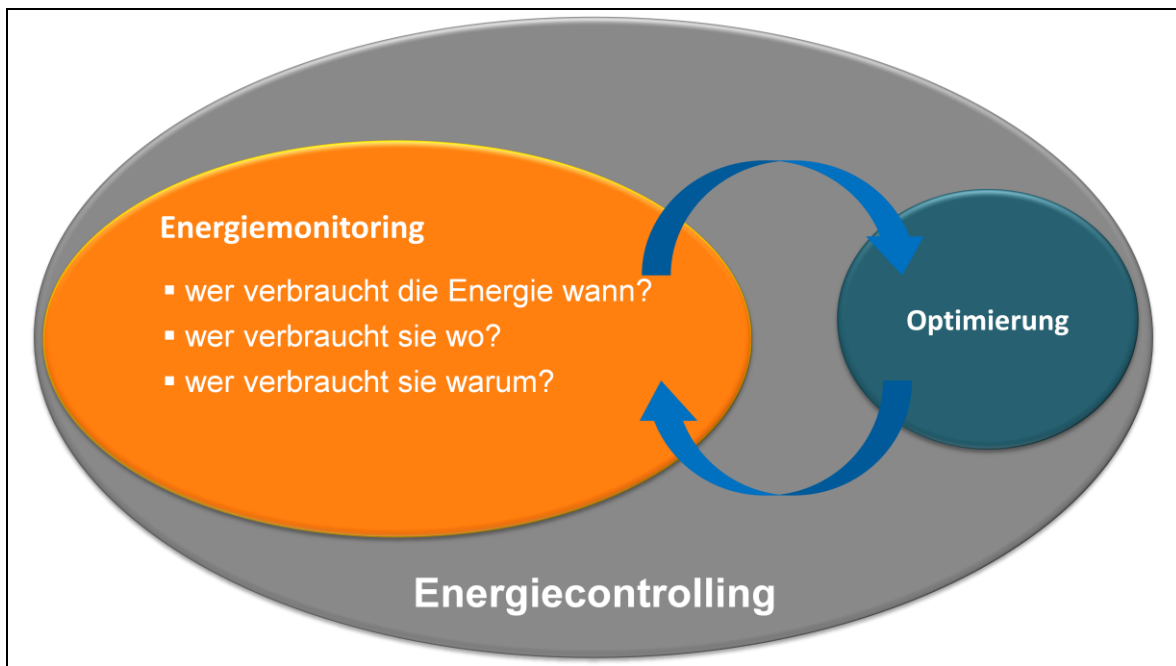 Energiemonitoring
▪ wer verbraucht die Energie wann?
▪ wer verbraucht sie wo?
▪ wer verbraucht sie warum?
Optimierung
Energiecontrolling